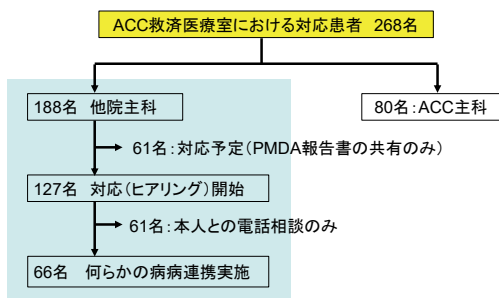 ACC救済医療室における対応患者 268名
188名 他院主科
80名:ACC主科
61名:対応予定(PMDA報告書の共有のみ)
127名 対応(ヒアリング)開始
61名:本人との電話相談のみ
66名 何らかの病病連携実施